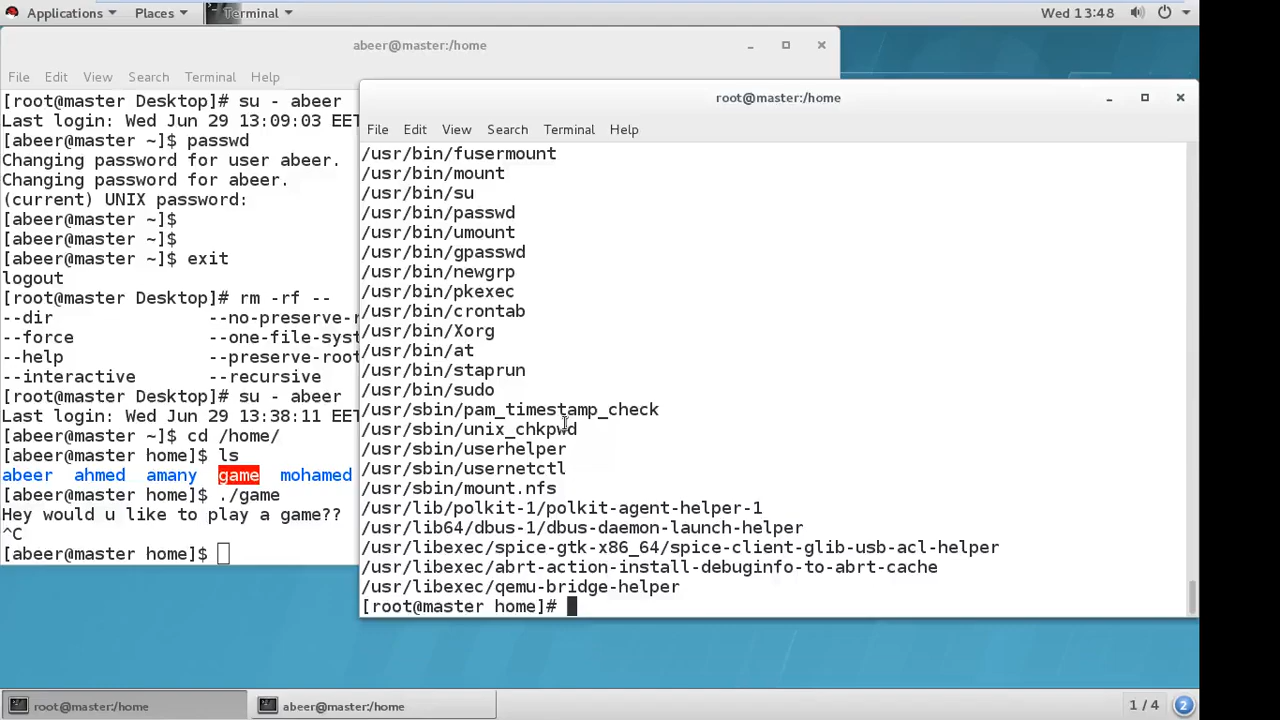 Applications Places Terminal Wed 13:48
abeer@master:/home
File Edit View Search Terminal Help
[root@master Desktop]# su - abeer
Last login: Wed Jun 29 13:09:03 EET
[abeer@master ~]$ passwd
Changing password for user abeer.
Changing password for abeer.
(current) UNIX password:
[abeer@master ~]$
[abeer@master ~]$
[abeer@master ~]$ exit
logout
[root@master Desktop]# rm -rf --
--dir --no-preserve-r
--force --one-file-syst
--help --preserve-root
--interactive --recursive
[root@master Desktop]# su - abeer
Last login: Wed Jun 29 13:38:11 EET
[abeer@master ~]$ cd /home/
[abeer@master home]$ ls
abeer ahmed amany game mohamed
[abeer@master home]$ ./game
Hey would u like to play a game??
^C
[abeer@master home]$
root@master:/home
File Edit View Search Terminal Help
/usr/bin/fusermount
/usr/bin/mount
/usr/bin/su
/usr/bin/passwd
/usr/bin/umount
/usr/bin/gpasswd
/usr/bin/newgrp
/usr/bin/pkexec
/usr/bin/crontab
/usr/bin/Xorg
/usr/bin/at
/usr/bin/staprun
/usr/bin/sudo
/usr/sbin/pam_timestamp_check
/usr/sbin/unix_chkpwd
/usr/sbin/userhelper
/usr/sbin/usernetctl
/usr/sbin/mount.nfs
/usr/lib/polkit-1/polkit-agent-helper-1
/usr/lib64/dbus-1/dbus-daemon-launch-helper
/usr/libexec/spice-gtk-x86_64/spice-client-glib-usb-acl-helper
/usr/libexec/abrt-action-install-debuginfo-to-abrt-cache
/usr/libexec/qemu-bridge-helper
[root@master home]#
root@master:/home abeer@master:/home 1 / 4 2